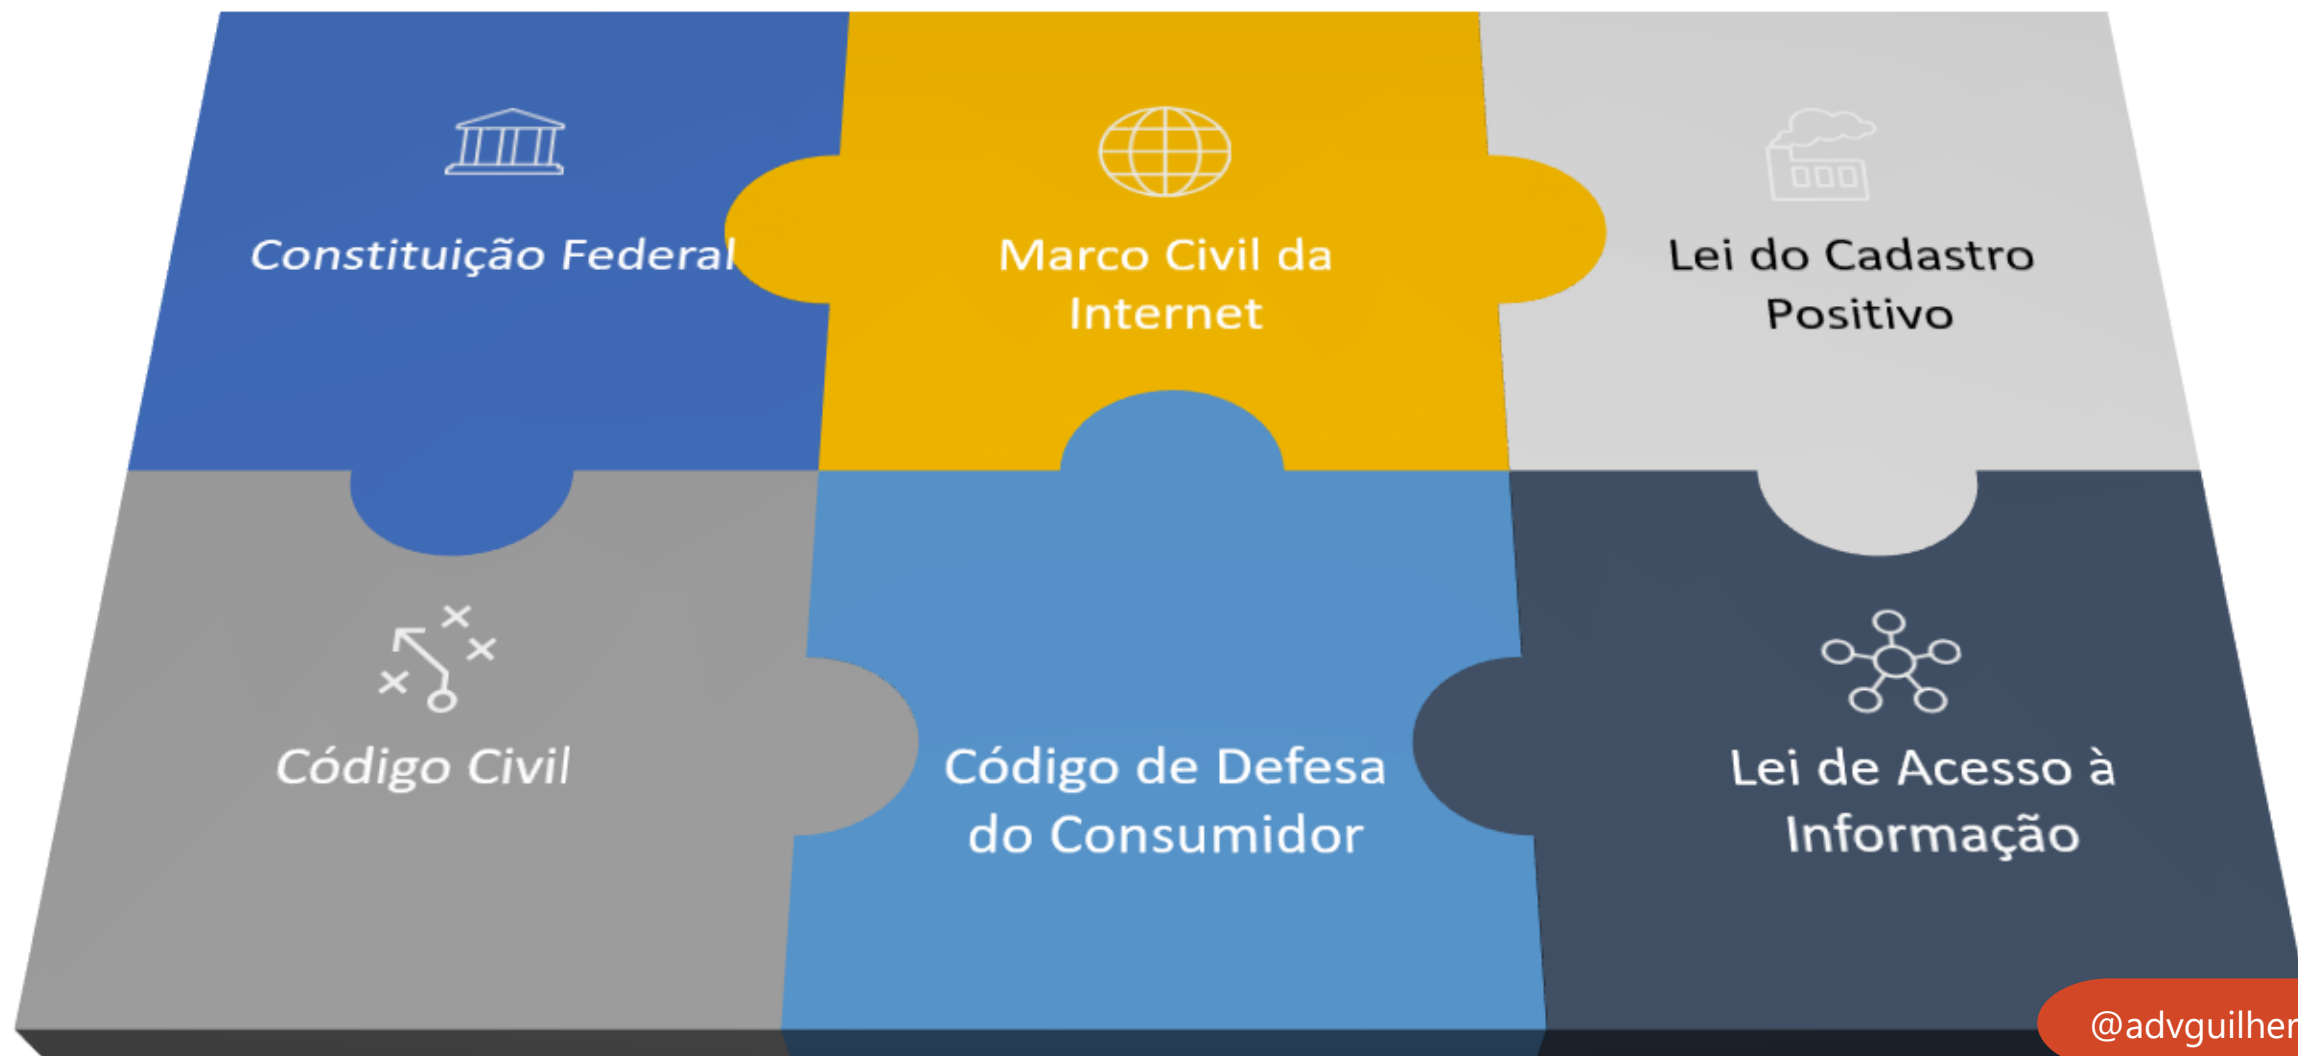 Constituição Federal
Marco Civil da
Internet
Lei do Cadastro
Positivo
Código Civil
Código de Defesa
do Consumidor
Lei de Acesso à
Informação
@advguilher